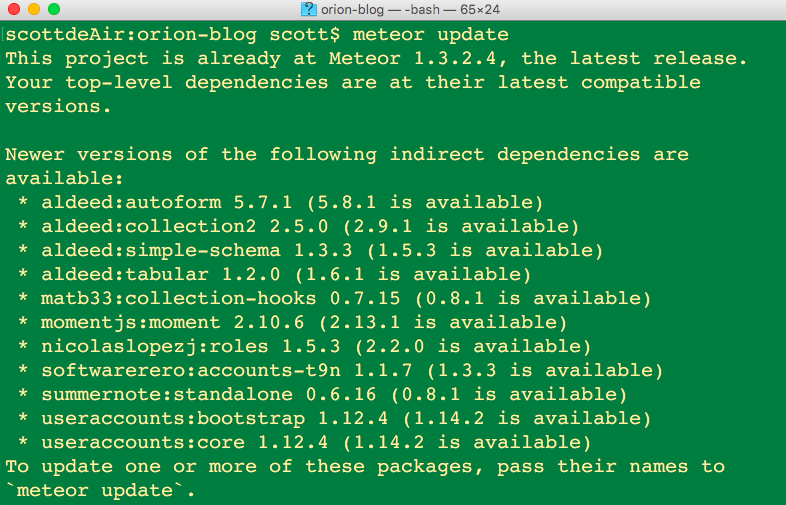 orion-blog — -bash — 65×24
[scottdeAir:orion-blog scott$ meteor update
This project is already at Meteor 1.3.2.4, the latest release.
Your top-level dependencies are at their latest compatible
versions.
Newer versions of the following indirect dependencies are
available:
* aldeed:autoform 5.7.1 (5.8.1 is available)
* aldeed:collection2 2.5.0 (2.9.1 is available)
* aldeed:simple-schema 1.3.3 (1.5.3 is available)
* aldeed:tabular 1.2.0 (1.6.1 is available)
* matb33:collection-hooks 0.7.15 (0.8.1 is available)
* momentjs:moment 2.10.6 (2.13.1 is available)
* nicolaslopezj:roles 1.5.3 (2.2.0 is available)
* softwarerero:accounts-t9n 1.1.7 (1.3.3 is available)
* summernote:standalone 0.6.16 (0.8.1 is available)
* useraccounts:bootstrap 1.12.4 (1.14.2 is available)
* useraccounts:core 1.12.4 (1.14.2 is available)
To update one or more of these packages, pass their names to
`meteor update`.